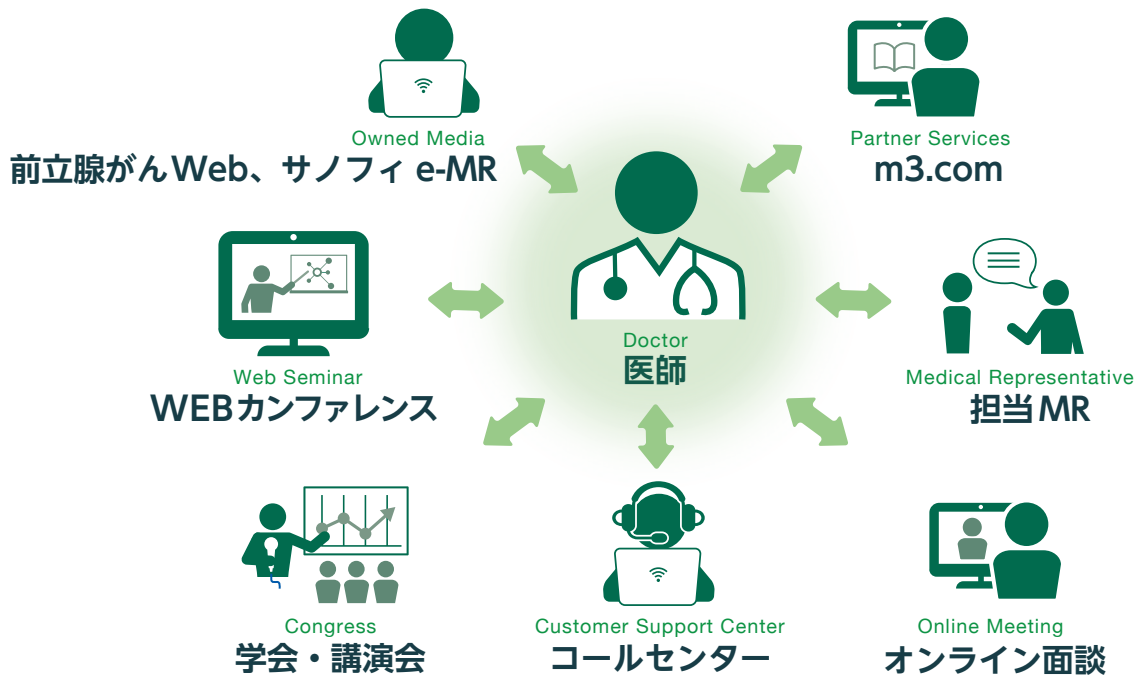 Owned Media
前立腺がんWeb、サノフィ e-MR
Partner Services
m3.com
Doctor
医師
Web Seminar
WEBカンファレンス
Medical Representative
担当MR
Congress
学会・講演会
Customer Support Center
コールセンター
Online Meeting
オンライン面談